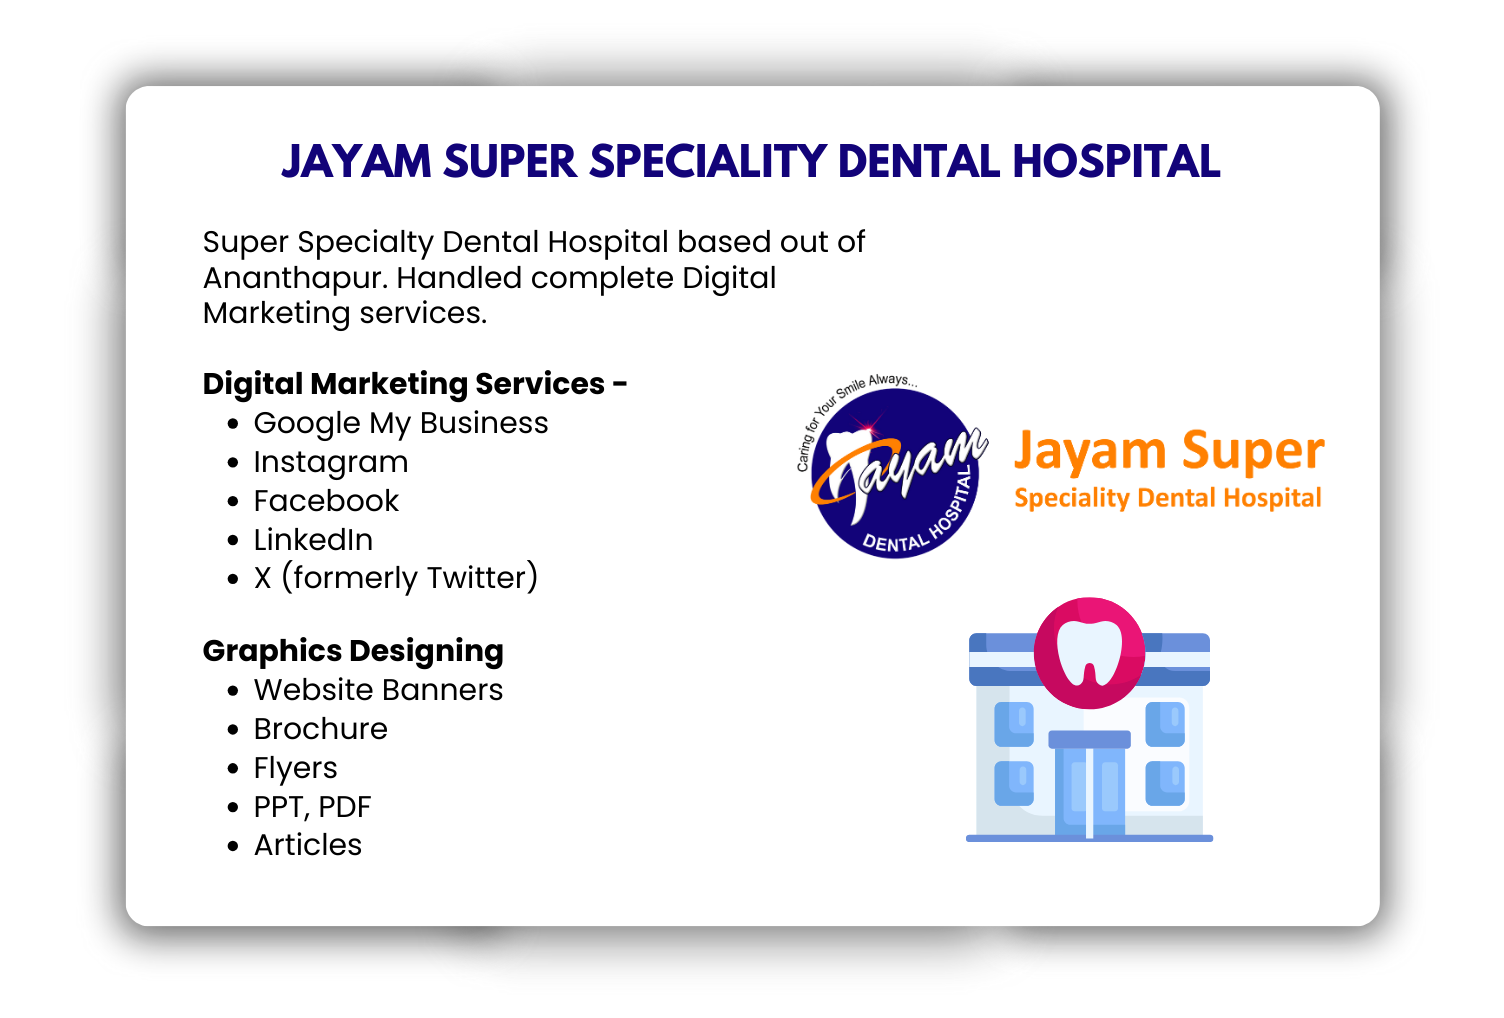 JAYAM SUPER SPECIALITY DENTAL HOSPITAL
Super Specialty Dental Hospital based out of
Ananthapur. Handled complete Digital
Marketing services.
Digital Marketing Services -
• Google My Business
• Instagram
• Facebook
• LinkedIn
• X (formerly Twitter)
Graphics Designing
• Website Banners
• Brochure
• Flyers
• PPT, PDF
• Articles
Caring for Your Smile Always...
Jayam
DENTAL HOSPITAL
Jayam Super
Speciality Dental Hospital